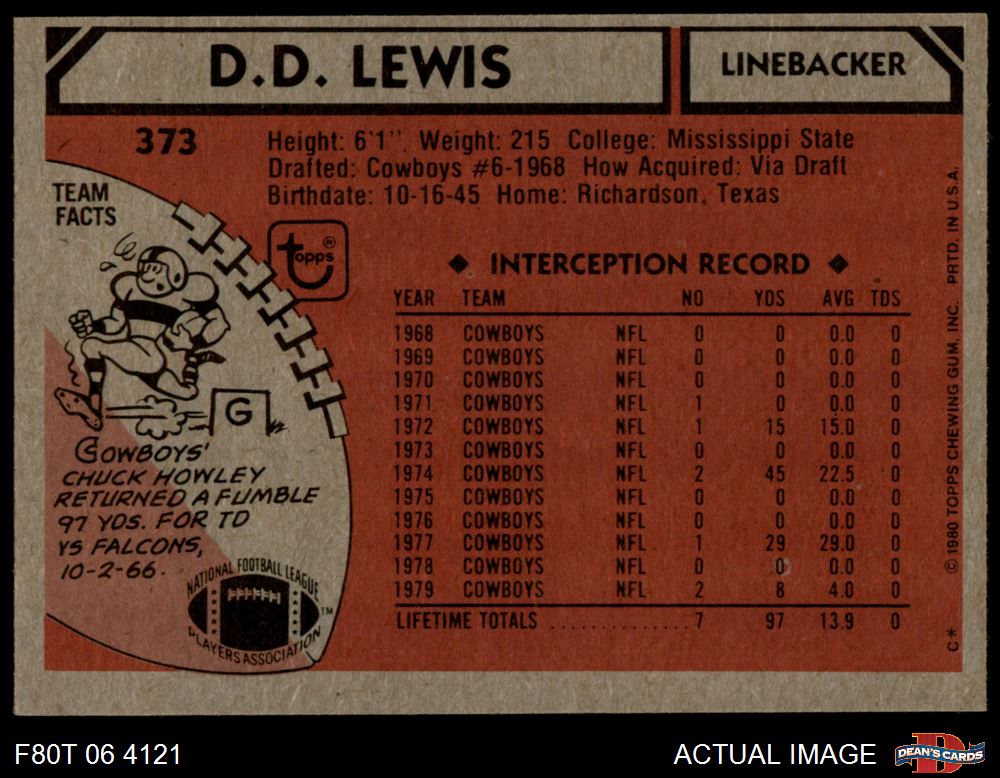 D.D. LEWIS
LINEBACKER
373
Height: 6'1" Weight: 215 College: Mississippi State
Drafted: Cowboys #6-1968 How Acquired: Via Draft
Birthdate: 10-16-45 Home: Richardson, Texas
TEAM
FACTS
topps®
G
COWBOYS'
CHUCK HOWLEY
RETURNED A FUMBLE
97 YDS. FOR TD
VS FALCONS,
10-2-66.
NATIONAL FOOTBALL LEAGUE
PLAYERS ASSOCIATION
TM
◆ INTERCEPTION RECORD ◆
YEAR TEAM NO YDS AVG TDS
1968 COWBOYS NFL 0 0 0.0 0
1969 COWBOYS NFL 0 0 0.0 0
1970 COWBOYS NFL 0 0 0.0 0
1971 COWBOYS NFL 1 0 0.0 0
1972 COWBOYS NFL 1 15 15.0 0
1973 COWBOYS NFL 0 0 0.0 0
1974 COWBOYS NFL 2 45 22.5 0
1975 COWBOYS NFL 0 0 0.0 0
1976 COWBOYS NFL 0 0 0.0 0
1977 COWBOYS NFL 1 29 29.0 0
1978 COWBOYS NFL 0 0 0.0 0
1979 COWBOYS NFL 2 8 4.0 0
LIFETIME TOTALS ............. 7 97 13.9 0
C* © 1980 TOPPS CHEWING GUM, INC. PRTD. IN U.S.A.
F80T 06 4121
ACTUAL IMAGE
D
DEAN'S CARDS